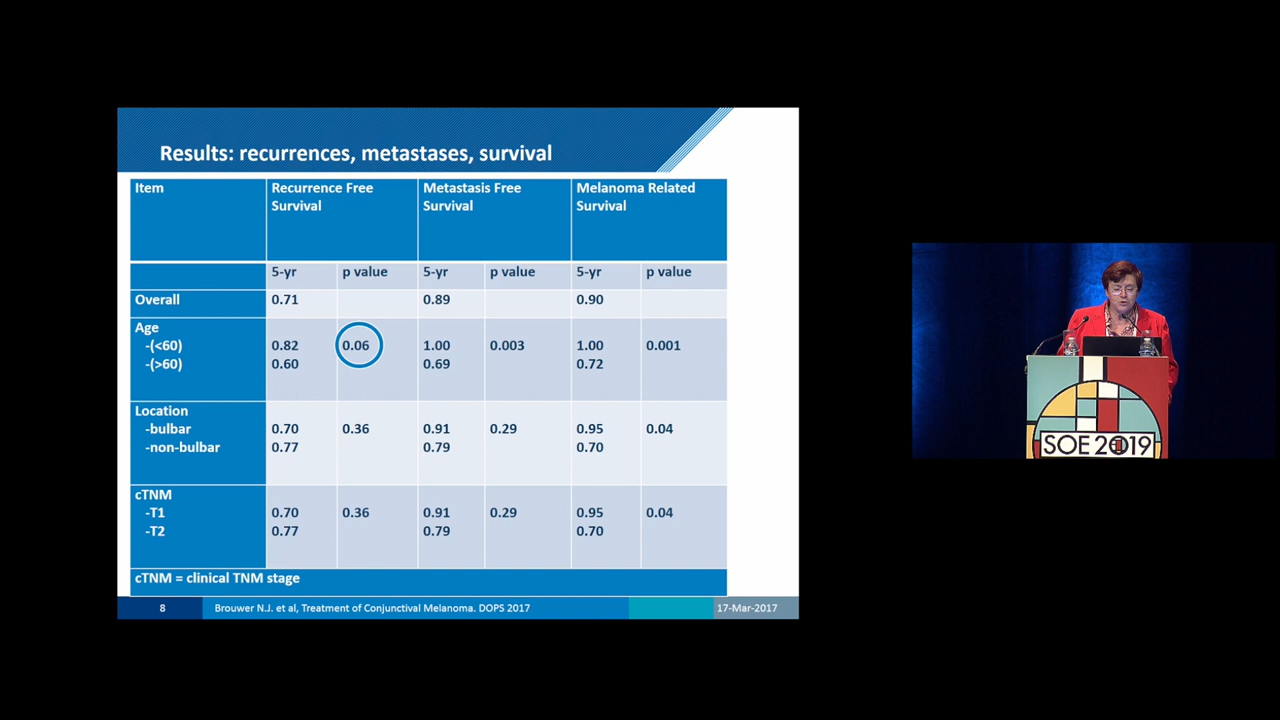 Results: recurrences, metastases, survival
Item Recurrence Free Survival Metastasis Free Survival Melanoma Related Survival
5-yr p value 5-yr p value 5-yr p value
Overall 0.71 0.89 0.90
Age
-(<60) 0.82 0.06 1.00 0.003 1.00 0.001
-(>60) 0.60 0.69 0.72
Location
-bulbar 0.70 0.36 0.91 0.29 0.95 0.04
-non-bulbar 0.77 0.79 0.70
cTNM
-T1 0.70 0.36 0.91 0.29 0.95 0.04
-T2 0.77 0.79 0.70
cTNM = clinical TNM stage
8 Brouwer N.J. et al, Treatment of Conjunctival Melanoma. DOPS 2017 17-Mar-2017
SOE 2019